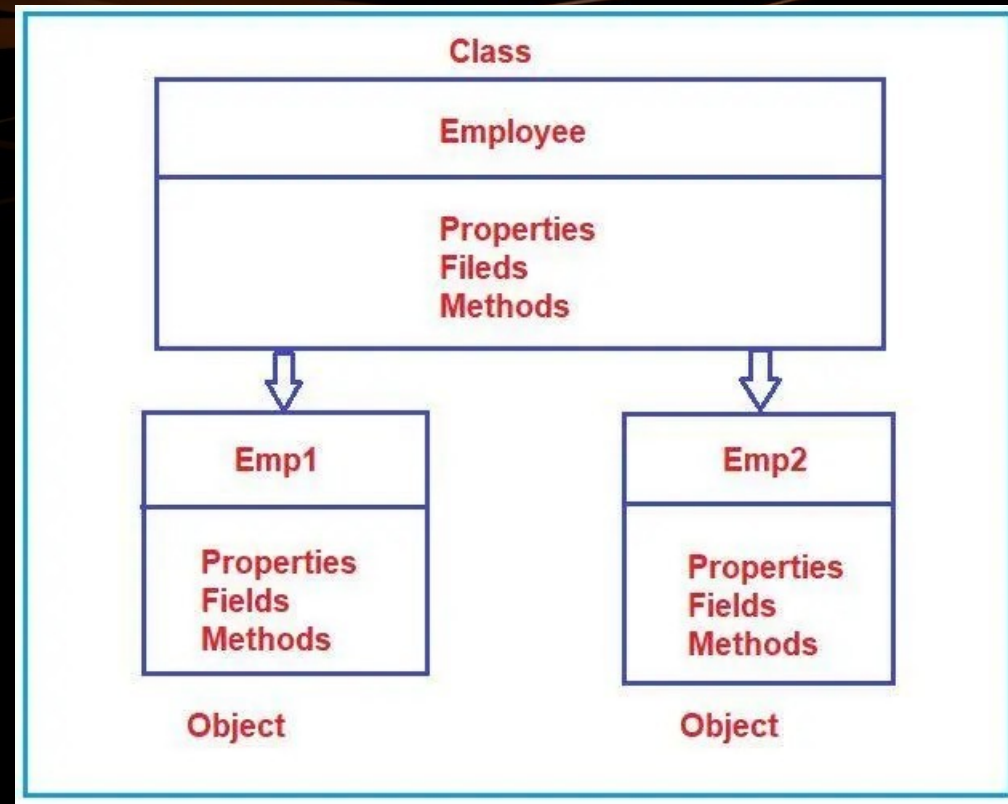 Class
Employee
Properties
Fileds
Methods
Emp1
Properties
Fields
Methods
Object
Emp2
Properties
Fields
Methods
Object